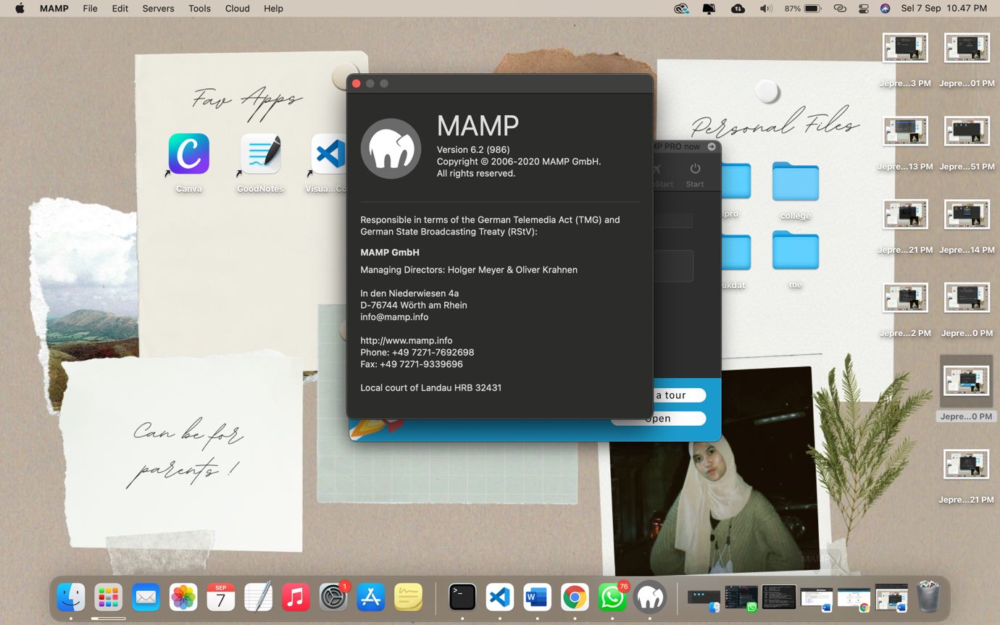 MAMP File Edit Servers Tools Cloud Help 87% Sel 7 Sep 10.47 PM
Fav Apps
Canva GoodNotes Visua...Co
MAMP
Version 6.2 (986)
Copyright © 2006-2020 MAMP GmbH.
All rights reserved.
Responsible in terms of the German Telemedia Act (TMG) and
German State Broadcasting Treaty (RStV):
MAMP GmbH
Managing Directors: Holger Meyer & Oliver Krahnen
In den Niederwiesen 4a
D-76744 Wörth am Rhein
info@mamp.info
http://www.mamp.info
Phone: +49 7271-7692698
Fax: +49 7271-9339696
Local court of Landau HRB 32431
MP PRO now
Start Start
a tour
Open
Personal Files
lpro college
ukdat me
Jepre...3 PM Jepre...01 PM
Jepre...13 PM Jepre...51 PM
Jepre...21 PM Jepre...14 PM
Jepre...2 PM Jepre...0 PM
Jepre...0 PM
Jepre...21 PM
Can be for
parents !
MAMP
SEP
7
1
76